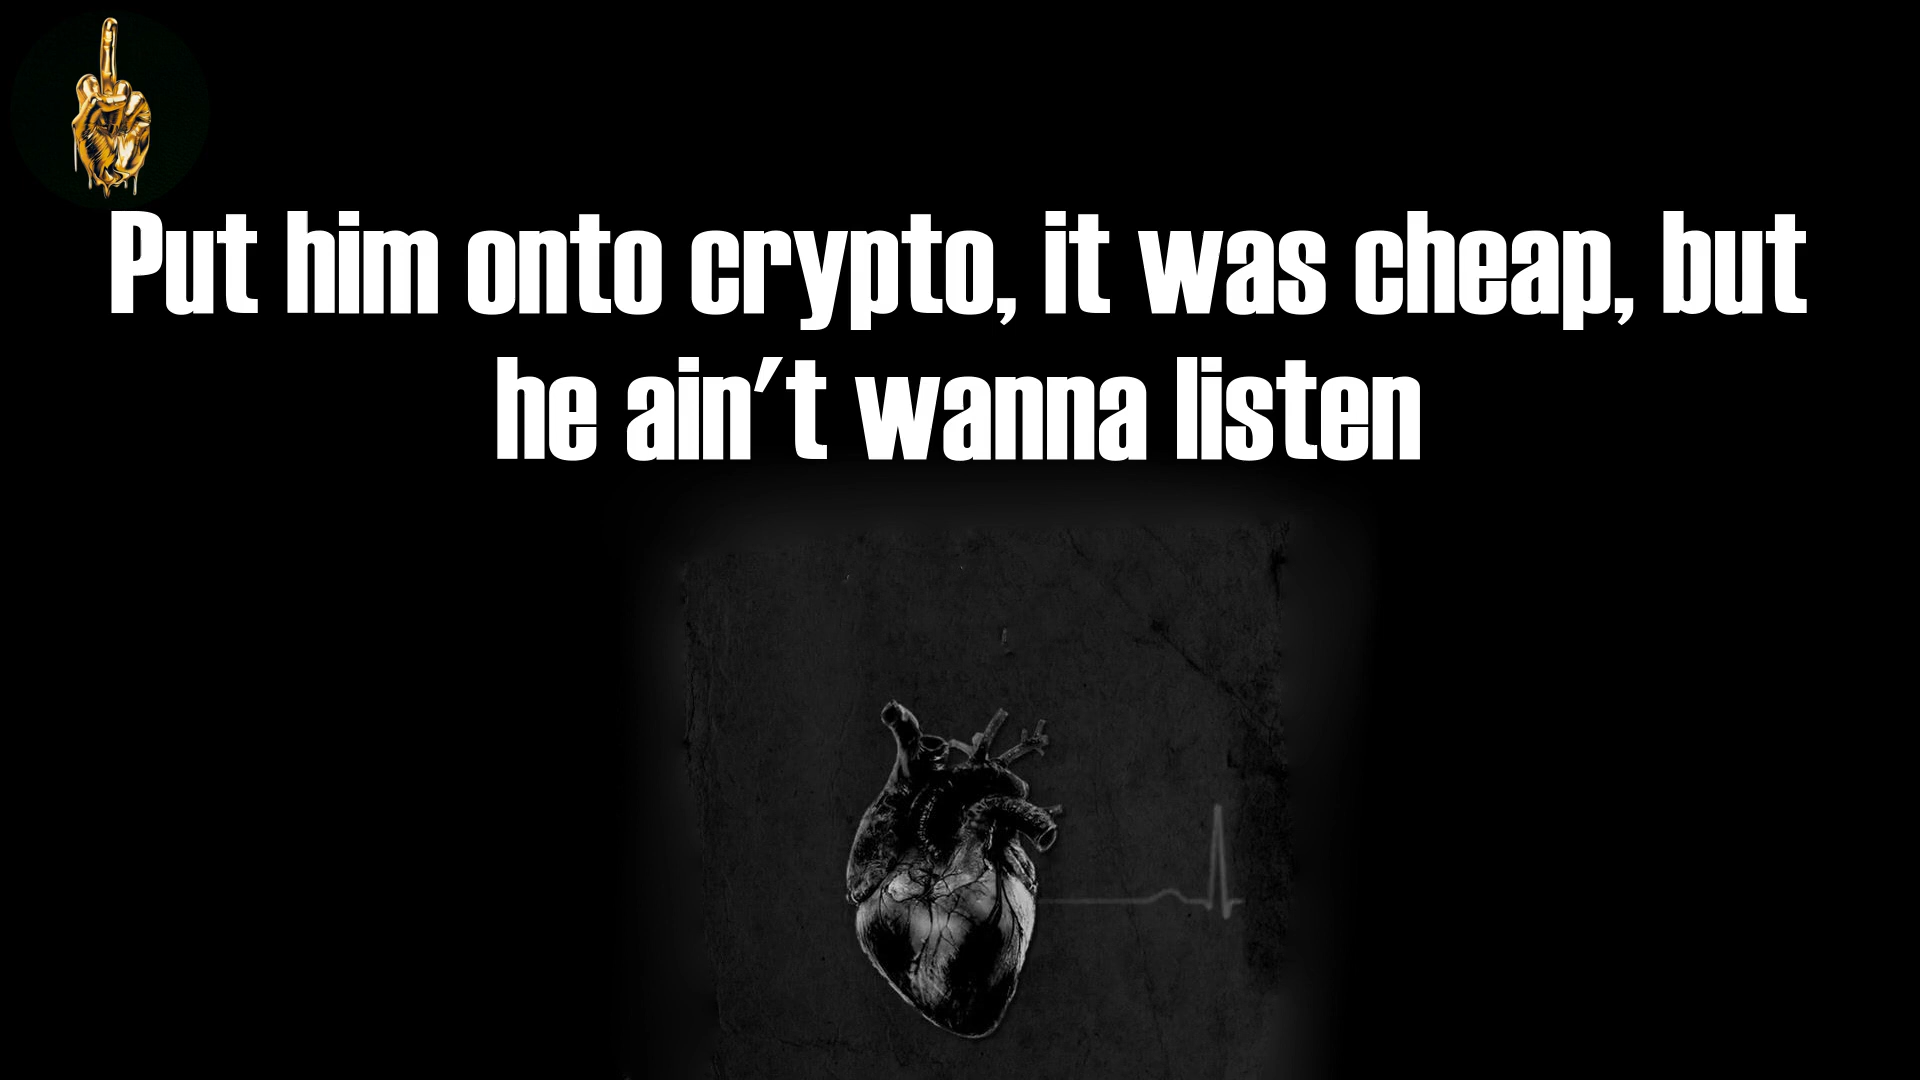 Put him onto crypto, it was cheap, but
he ain't wanna listen